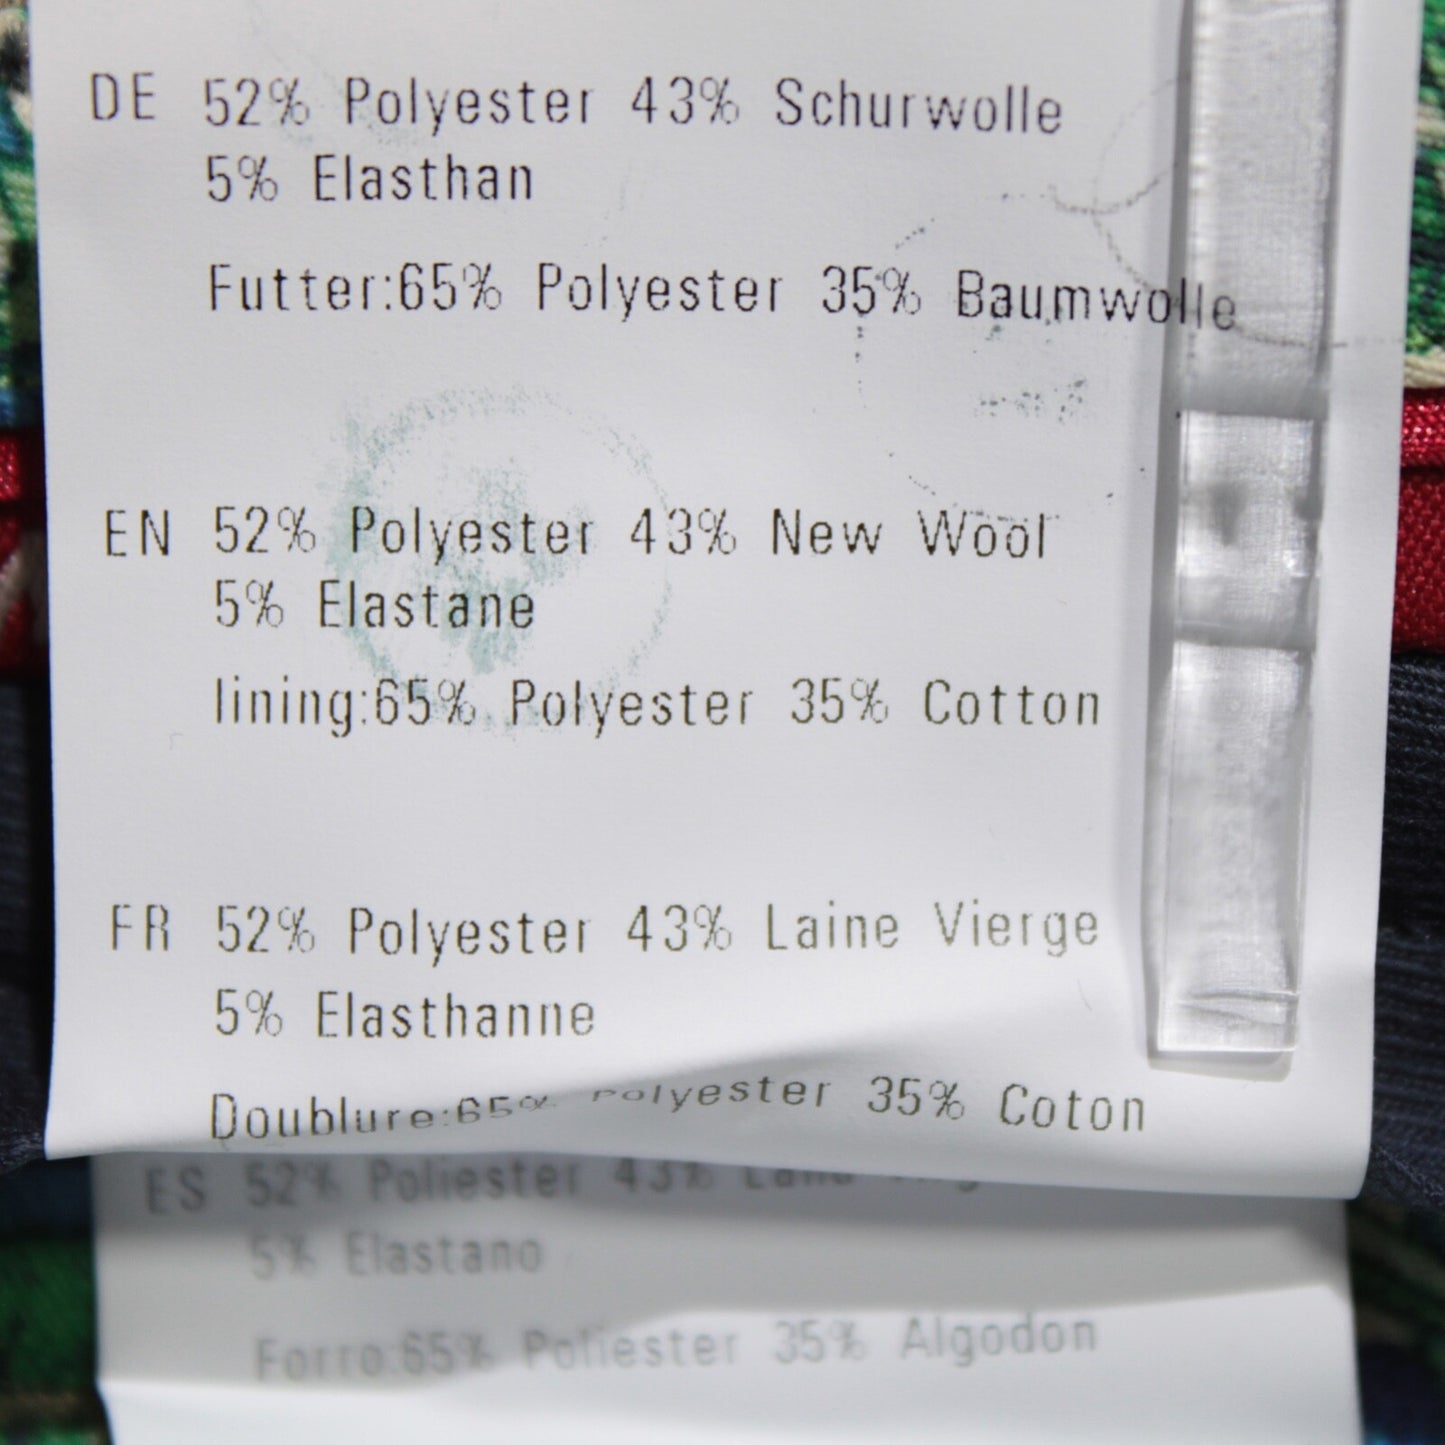 DE 52% Polyester 43% Schurwolle
5% Elasthan
Futter:65% Polyester 35% Baumwolle
EN 52% Polyester 43% New Wool
5% Elastane
lining:65% Polyester 35% Cotton
FR 52% Polyester 43% Laine Vierge
5% Elasthanne
Doublure:65% Polyester 35% Coton
ES 52% Poliester 43% Lana
5% Elastano
Forro:65% Poliester 35% Algodon